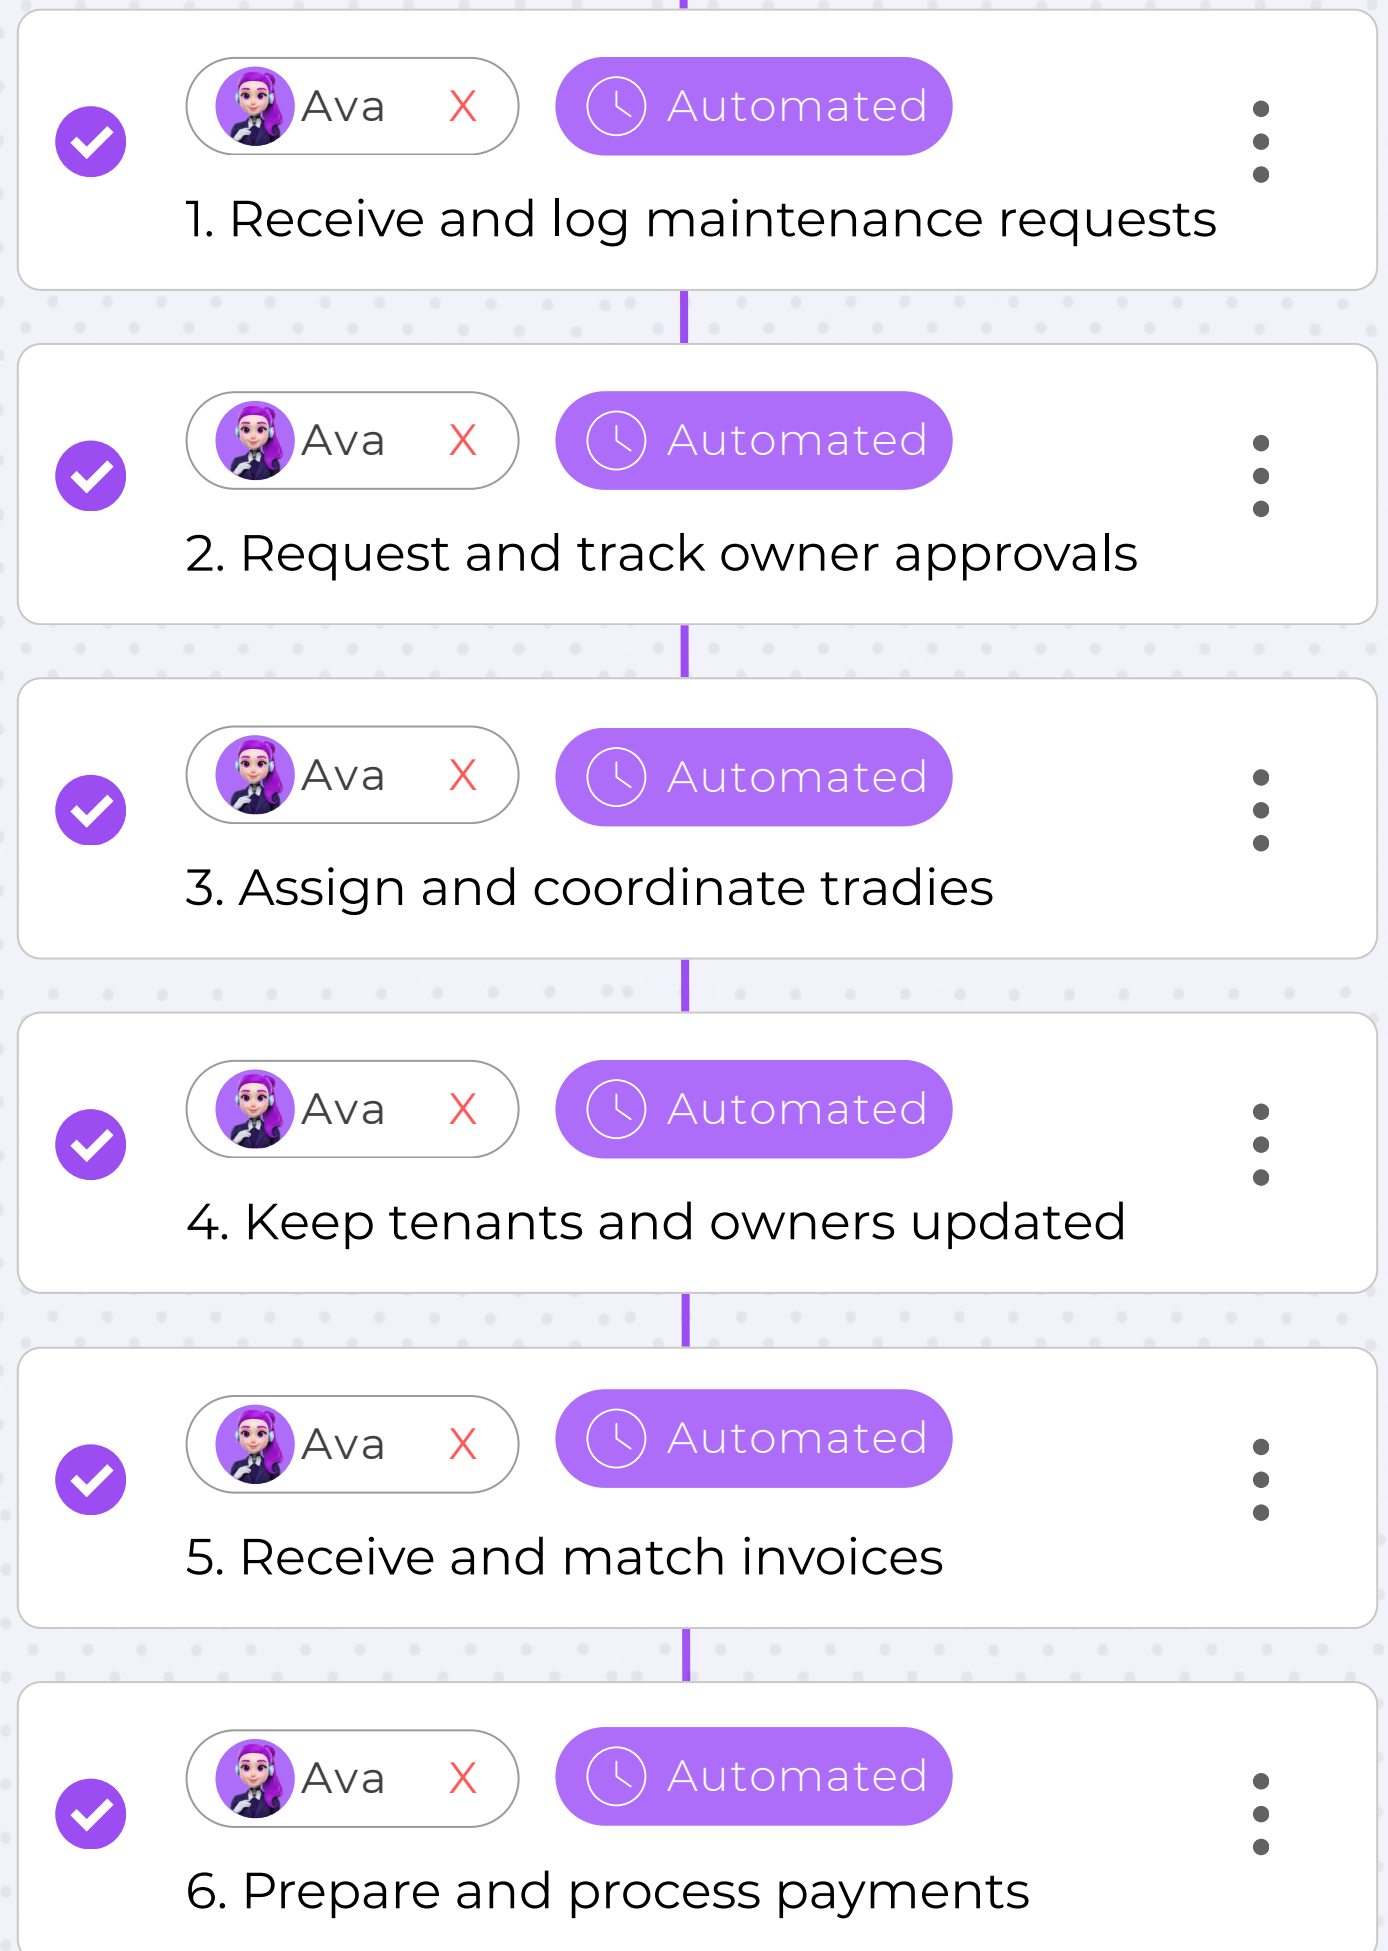 Ava X Automated
1. Receive and log maintenance requests
Ava X Automated
2. Request and track owner approvals
Ava X Automated
3. Assign and coordinate tradies
Ava X Automated
4. Keep tenants and owners updated
Ava X Automated
5. Receive and match invoices
Ava X Automated
6. Prepare and process payments